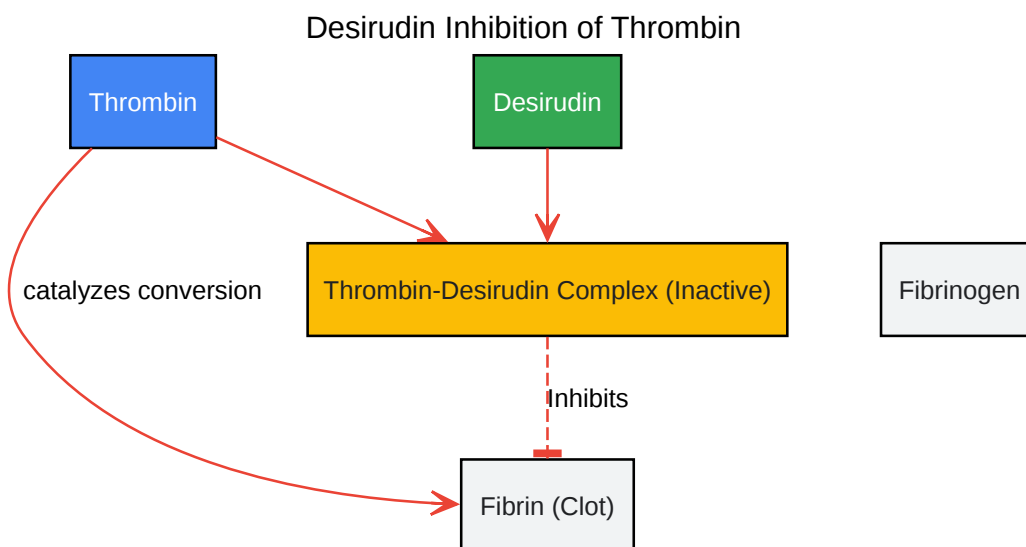 Desirudin Inhibition of Thrombin
Thrombin
Desirudin
catalyzes conversion
Thrombin-Desirudin Complex (Inactive)
Fibrinogen
Inhibits
Fibrin (Clot)